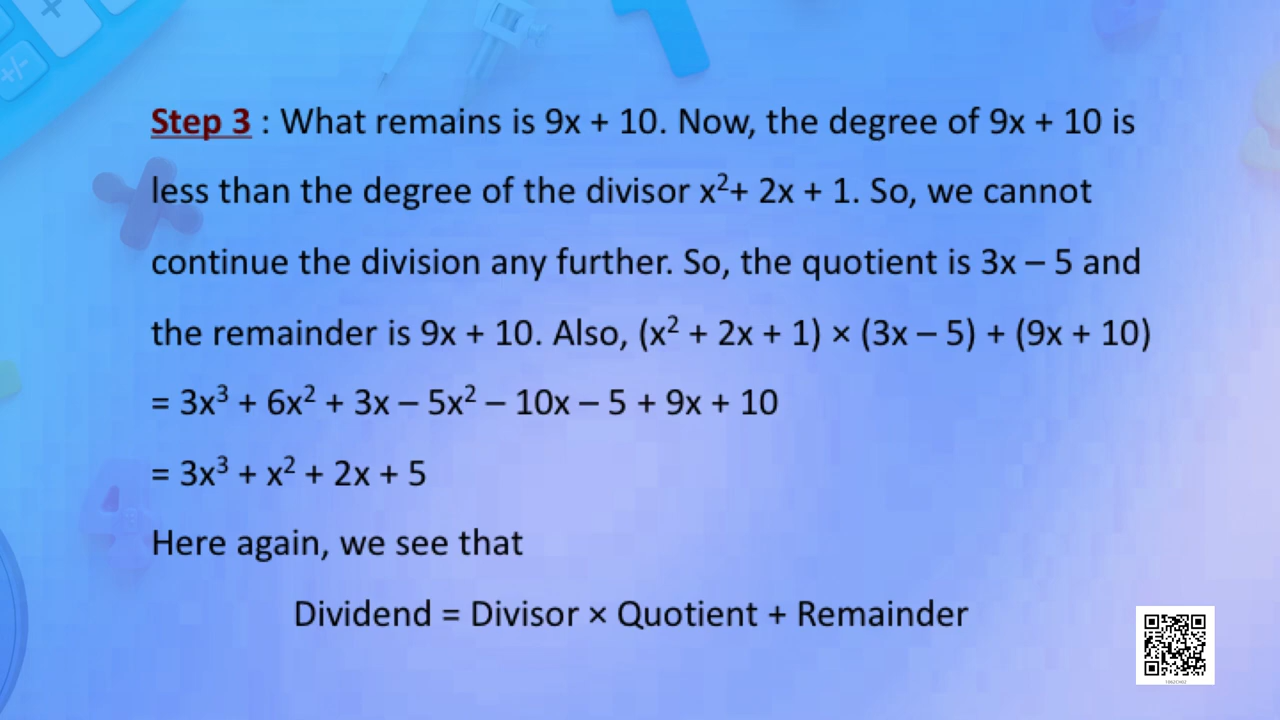 Step 3 : What remains is 9x + 10. Now, the degree of 9x + 10 is
less than the degree of the divisor x²+ 2x + 1. So, we cannot
continue the division any further. So, the quotient is 3x – 5 and
the remainder is 9x + 10. Also, (x² + 2x + 1) × (3x – 5) + (9x + 10)
= 3x³ + 6x² + 3x – 5x² – 10x – 5 + 9x + 10
= 3x³ + x² + 2x + 5
Here again, we see that
Dividend = Divisor × Quotient + Remainder